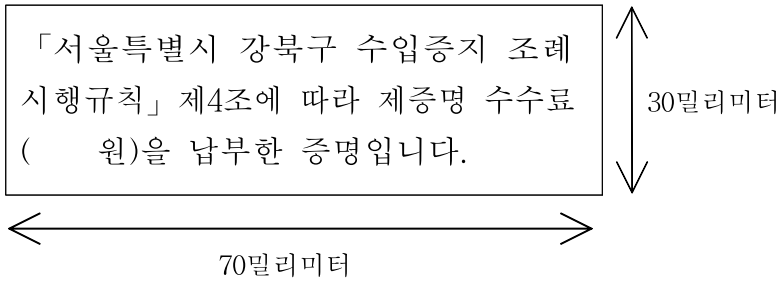 「서울특별시 강북구 수입증지 조례
시행규칙」제4조에 따라 제증명 수수료
(    원)을 납부한 증명입니다.
30밀리미터
70밀리미터